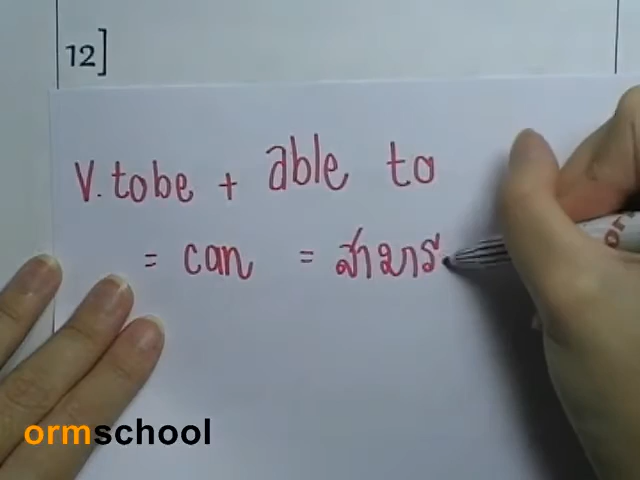 12]
V. tobe + able to
= can = สามาร
ormschool